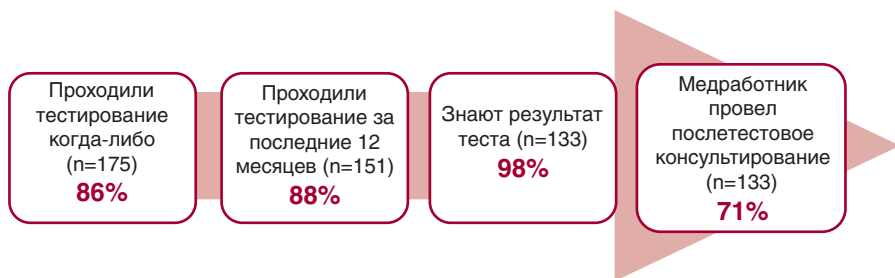 Проходили
тестирование
когда-либо
(n=175)
86%
Проходили
тестирование за
последние 12
месяцев (n=151)
88%
Знают результат
теста (n=133)
98%
Медработник
провел
послетестовое
консультирование
(n=133)
71%